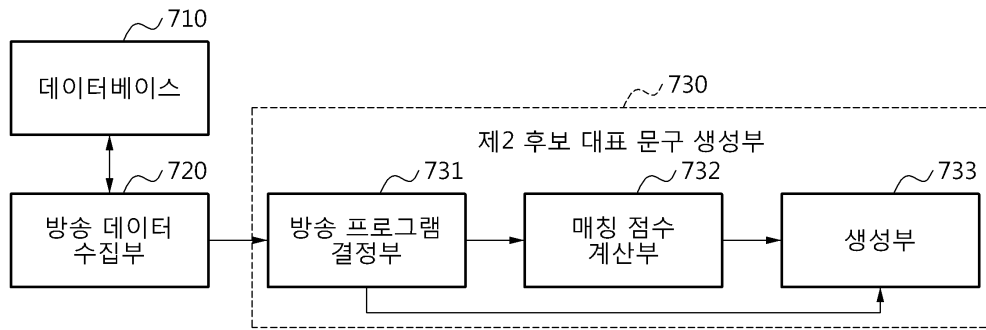 710
데이터베이스
730
제2 후보 대표 문구 생성부
720
731
732
733
방송 데이터
수집부
방송 프로그램
결정부
매칭 점수
계산부
생성부